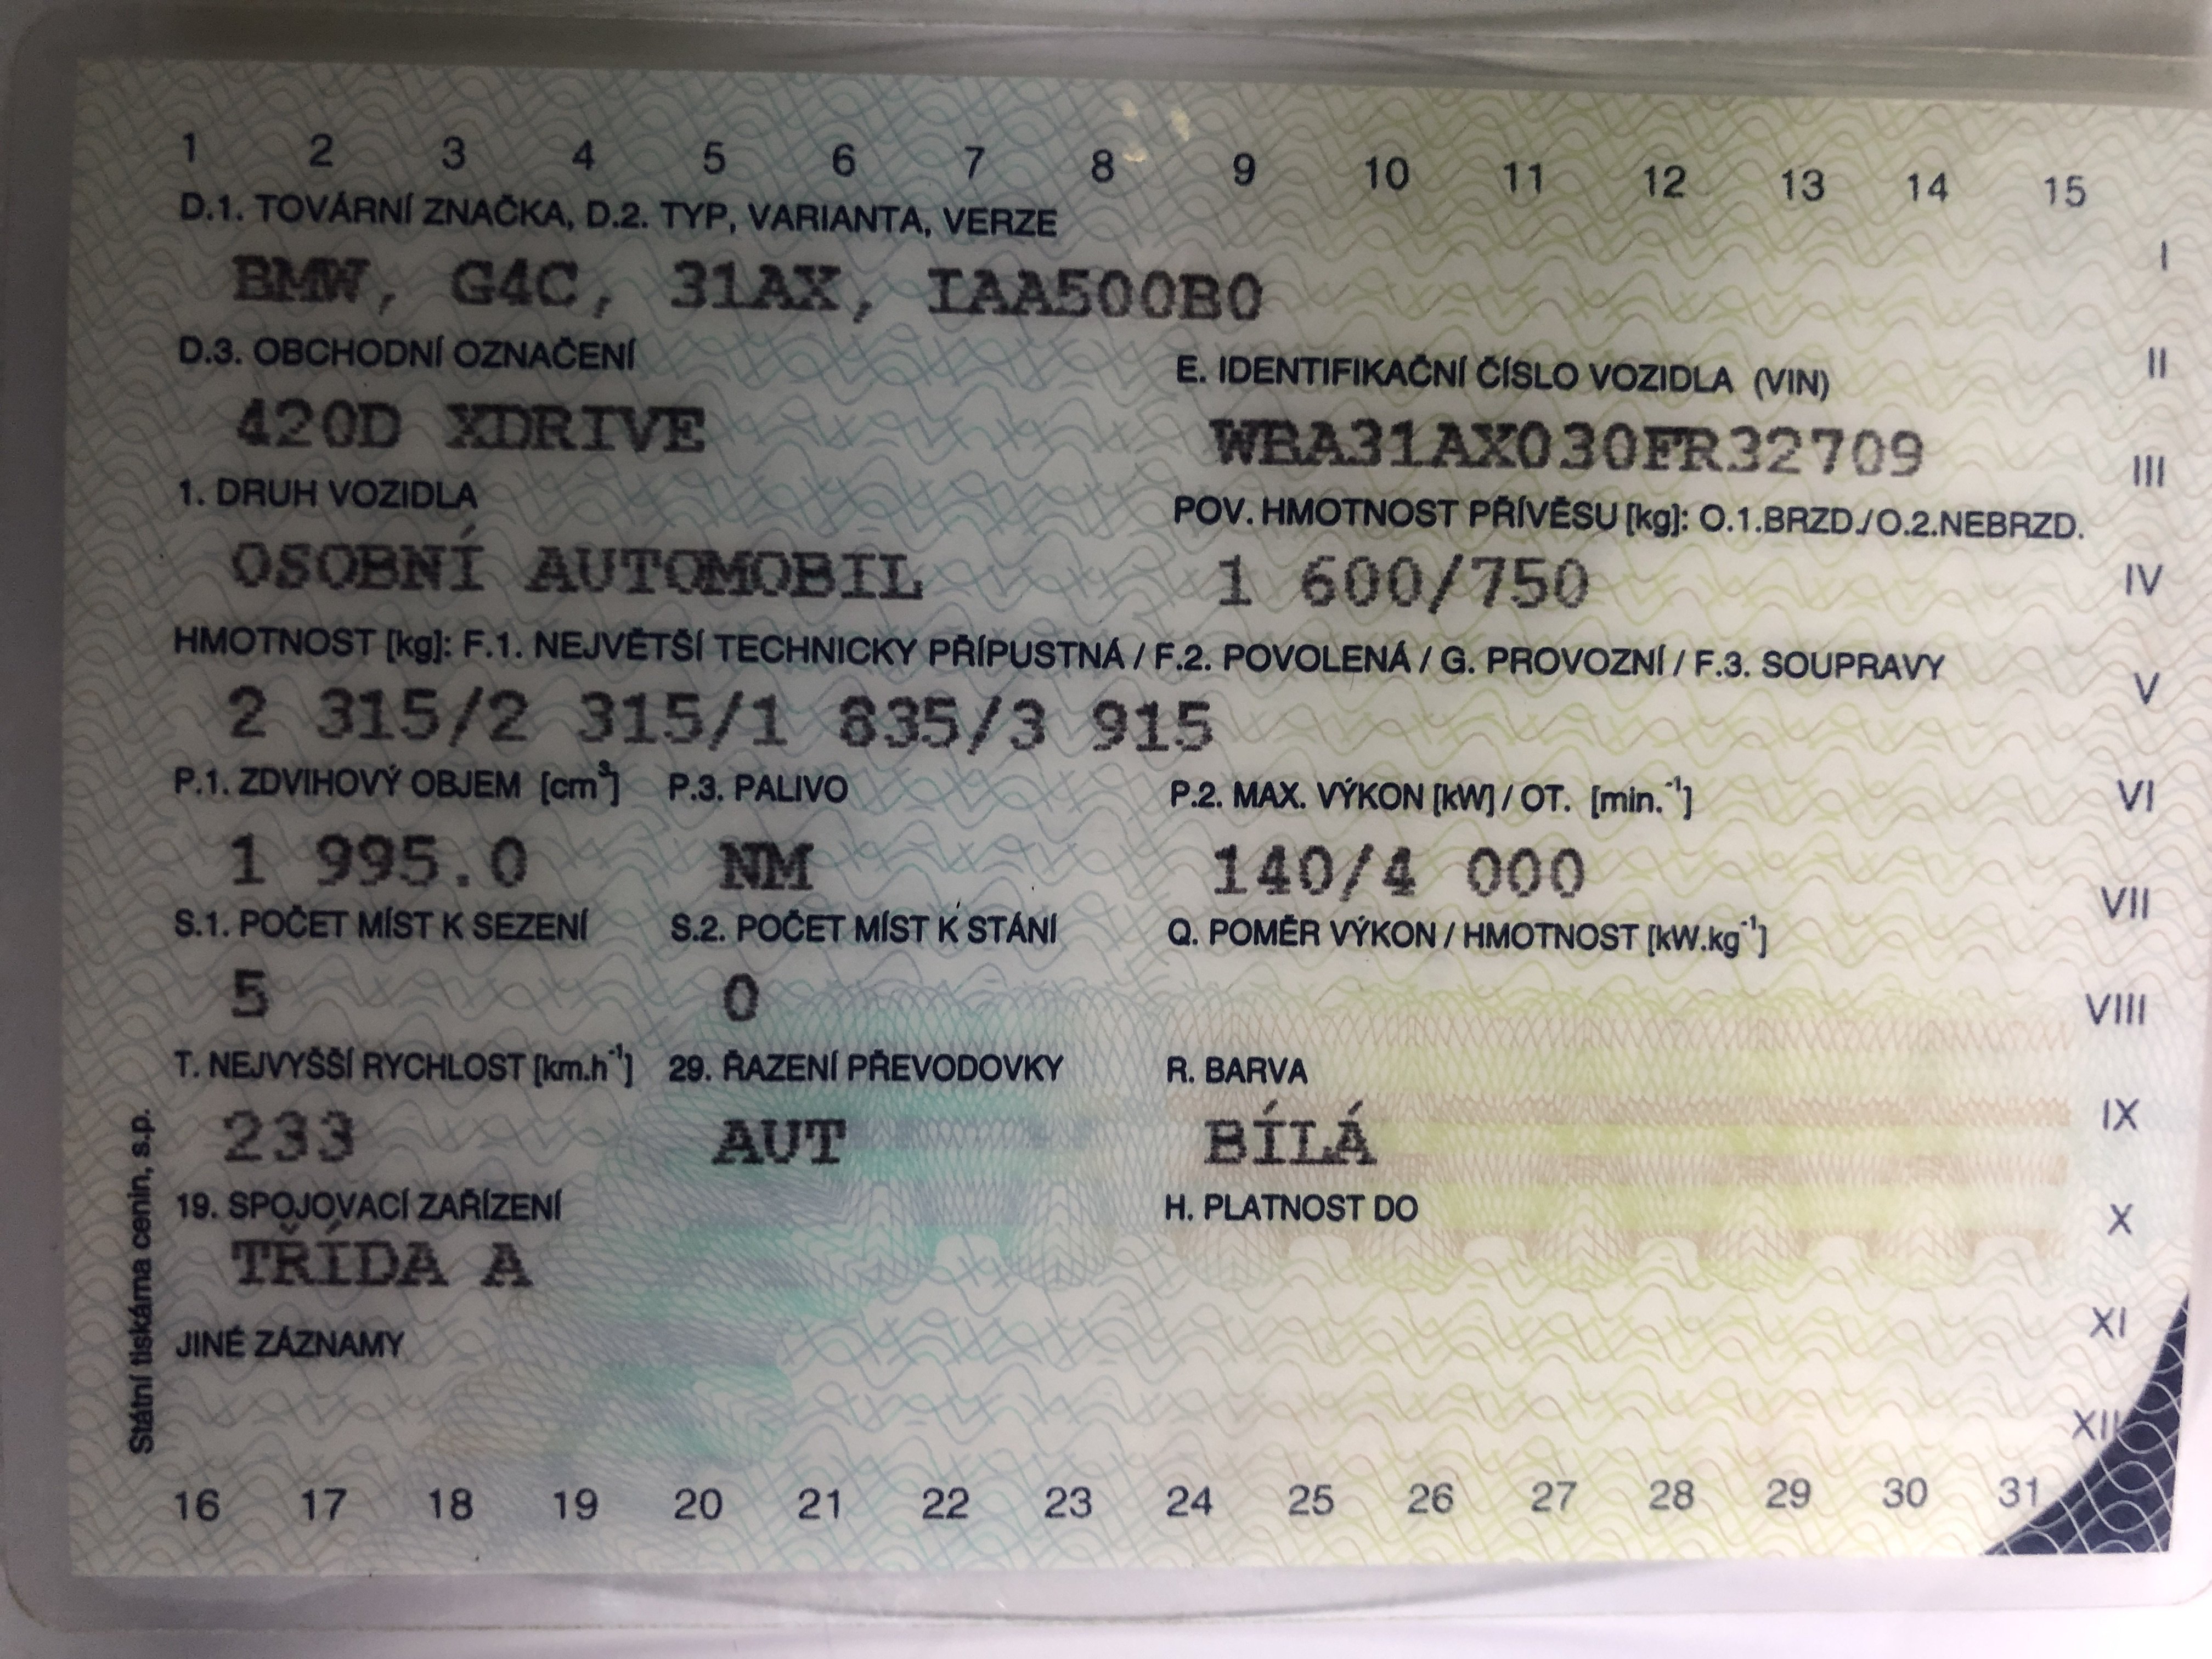 1 2 3 4 5 6 7 8 9 10 11 12 13 14 15
D.1. TOVÁRNÍ ZNAČKA, D.2. TYP, VARIANTA, VERZE
I
BMW, G4C, 31AX, IAA500B0
D.3. OBCHODNÍ OZNAČENÍ E. IDENTIFIKAČNÍ ČÍSLO VOZIDLA (VIN)
II
420D XDRIVE WBA31AX030FR32709
III
1. DRUH VOZIDLA POV. HMOTNOST PŘÍVĚSU [kg]: O.1.BRZD./O.2.NEBRZD.
OSOBNÍ AUTOMOBIL 1 600/750
IV
HMOTNOST [kg]: F.1. NEJVĚTŠÍ TECHNICKY PŘÍPUSTNÁ / F.2. POVOLENÁ / G. PROVOZNÍ / F.3. SOUPRAVY
V
2 315/2 315/1 835/3 915
P.1. ZDVIHOVÝ OBJEM [cm³] P.3. PALIVO P.2. MAX. VÝKON [kW] / OT. [min.⁻¹]
VI
1 995.0 NM 140/4 000
VII
S.1. POČET MÍST K SEZENÍ S.2. POČET MÍST K STÁNÍ Q. POMĚR VÝKON / HMOTNOST [kW.kg⁻¹]
5 0
VIII
T. NEJVYŠŠÍ RYCHLOST [km.h⁻¹] 29. ŘAZENÍ PŘEVODOVKY R. BARVA
IX
233 AUT BÍLÁ
19. SPOJOVACÍ ZAŘÍZENÍ H. PLATNOST DO
X
TŘÍDA A
XI
JINÉ ZÁZNAMY
XII
Státní tiskárna cenin, s.p.
16 17 18 19 20 21 22 23 24 25 26 27 28 29 30 31